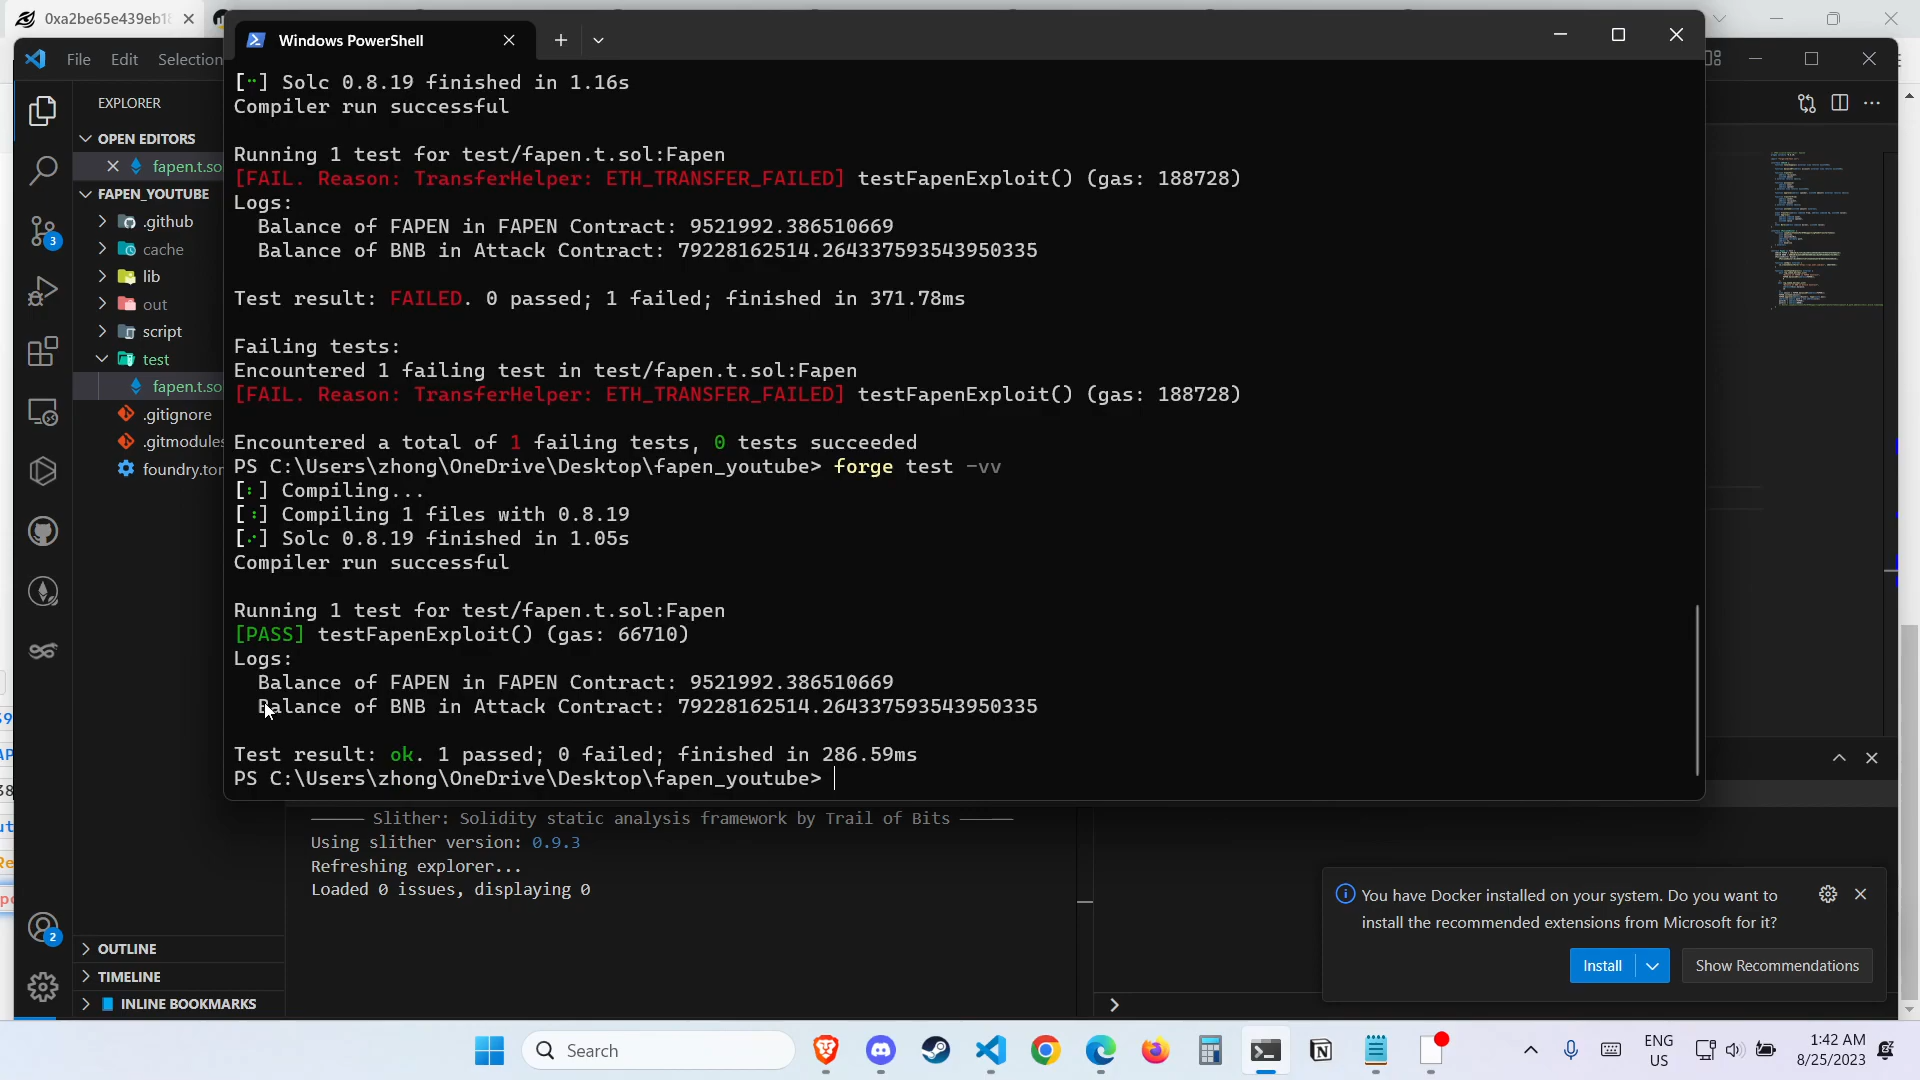 0xa2be65e439eb18
Windows PowerShell
File Edit Selection
[⠒] Solc 0.8.19 finished in 1.16s
Compiler run successful
Running 1 test for test/fapen.t.sol:Fapen
[FAIL. Reason: TransferHelper: ETH_TRANSFER_FAILED] testFapenExploit() (gas: 188728)
Logs:
Balance of FAPEN in FAPEN Contract: 9521992.386510669
Balance of BNB in Attack Contract: 79228162514.264337593543950335
Test result: FAILED. 0 passed; 1 failed; finished in 371.78ms
Failing tests:
Encountered 1 failing test in test/fapen.t.sol:Fapen
[FAIL. Reason: TransferHelper: ETH_TRANSFER_FAILED] testFapenExploit() (gas: 188728)
Encountered a total of 1 failing tests, 0 tests succeeded
PS C:\Users\zhong\OneDrive\Desktop\fapen_youtube> forge test -vv
[⠆] Compiling...
[⠰] Compiling 1 files with 0.8.19
[⠔] Solc 0.8.19 finished in 1.05s
Compiler run successful
Running 1 test for test/fapen.t.sol:Fapen
[PASS] testFapenExploit() (gas: 66710)
Logs:
Balance of FAPEN in FAPEN Contract: 9521992.386510669
Balance of BNB in Attack Contract: 79228162514.264337593543950335
Test result: ok. 1 passed; 0 failed; finished in 286.59ms
PS C:\Users\zhong\OneDrive\Desktop\fapen_youtube>
EXPLORER
OPEN EDITORS
fapen.t.so
FAPEN_YOUTUBE
.github
cache
lib
out
script
test
fapen.t.so
.gitignore
.gitmodules
foundry.tor
OUTLINE
TIMELINE
INLINE BOOKMARKS
3
2
Slither: Solidity static analysis framework by Trail of Bits
Using slither version: 0.9.3
Refreshing explorer...
Loaded 0 issues, displaying 0
You have Docker installed on your system. Do you want to
install the recommended extensions from Microsoft for it?
Install
Show Recommendations
Search
ENG
US
1:42 AM
8/25/2023